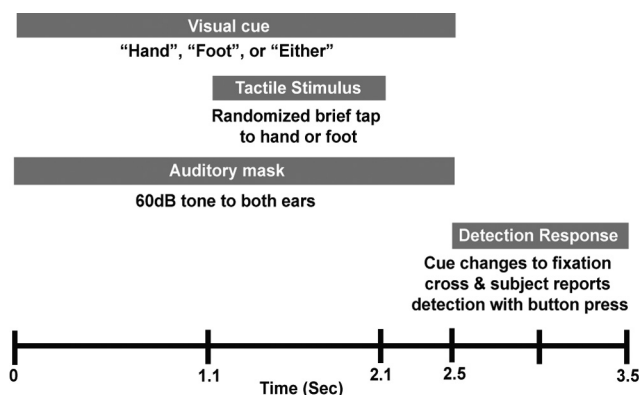 Visual cue
“Hand”, “Foot”, or “Either”
Tactile Stimulus
Randomized brief tap
to hand or foot
Auditory mask
60dB tone to both ears
Detection Response
Cue changes to fixation
cross & subject reports
detection with button press
0
1.1
2.1
2.5
3.5
Time (Sec)